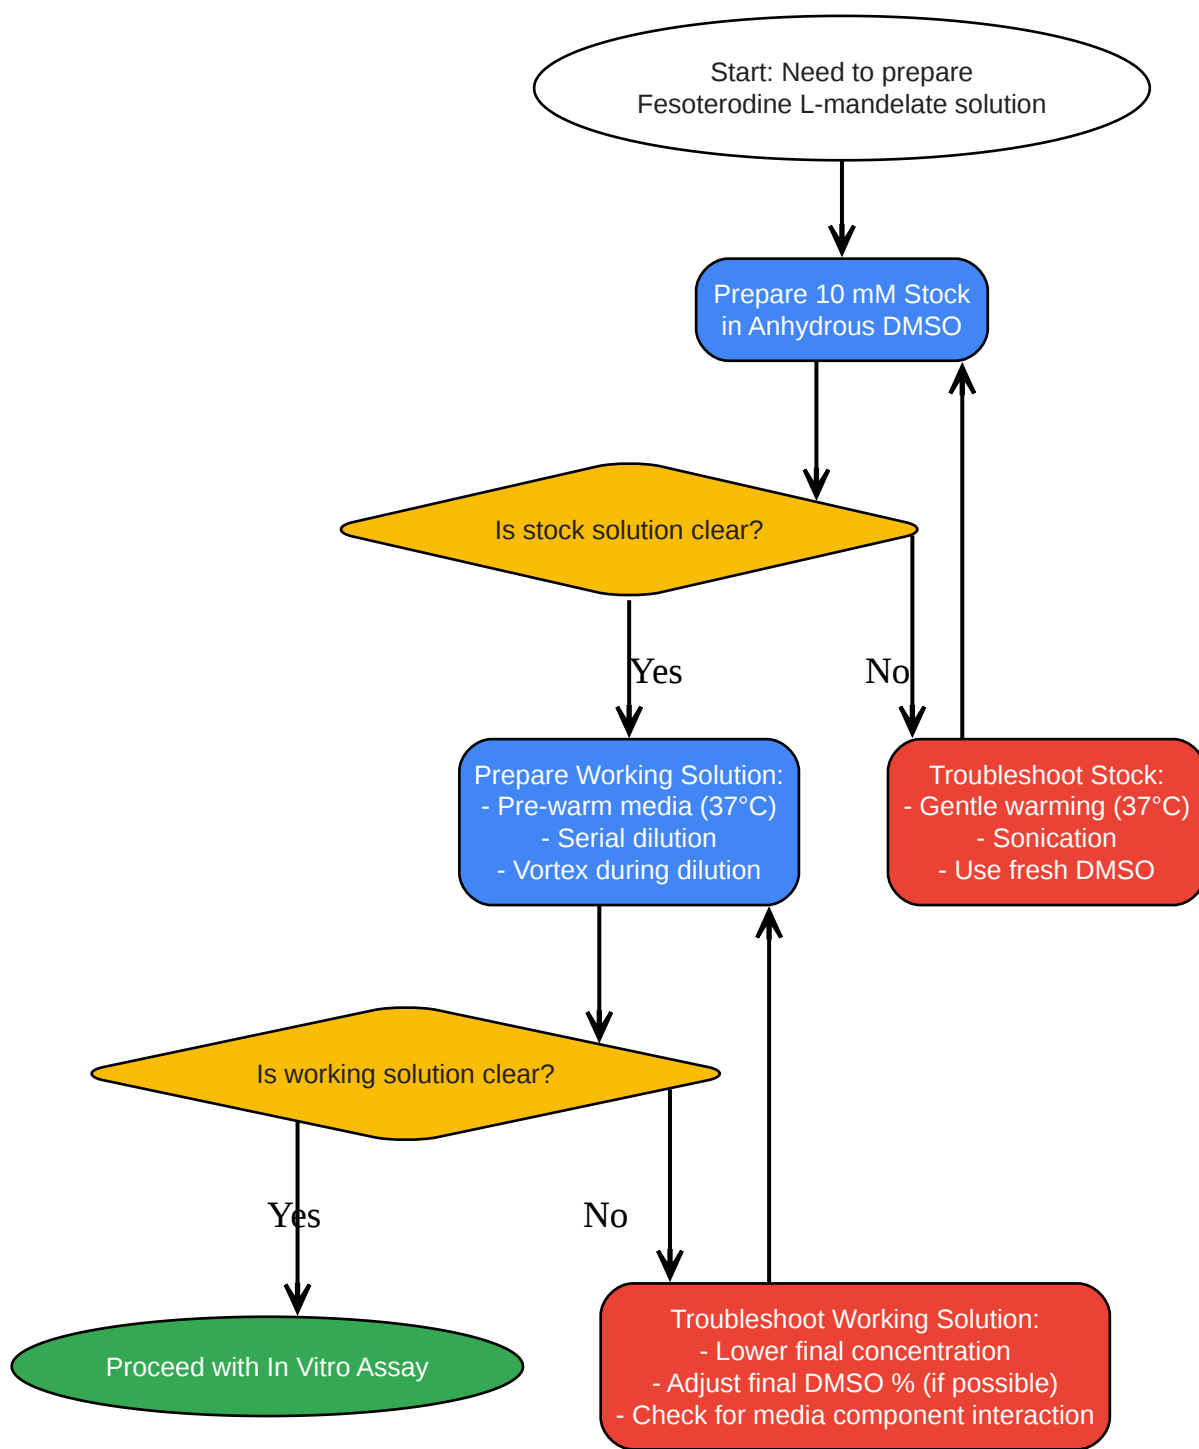 Start: Need to prepare
Fesoterodine L-mandelate solution
Prepare 10 mM Stock
in Anhydrous DMSO
Is stock solution clear?
Yes
No
Prepare Working Solution:
- Pre-warm media (37°C)
- Serial dilution
- Vortex during dilution
Troubleshoot Stock:
- Gentle warming (37°C)
- Sonication
- Use fresh DMSO
Is working solution clear?
Yes
No
Proceed with In Vitro Assay
Troubleshoot Working Solution:
- Lower final concentration
- Adjust final DMSO % (if possible)
- Check for media component interaction